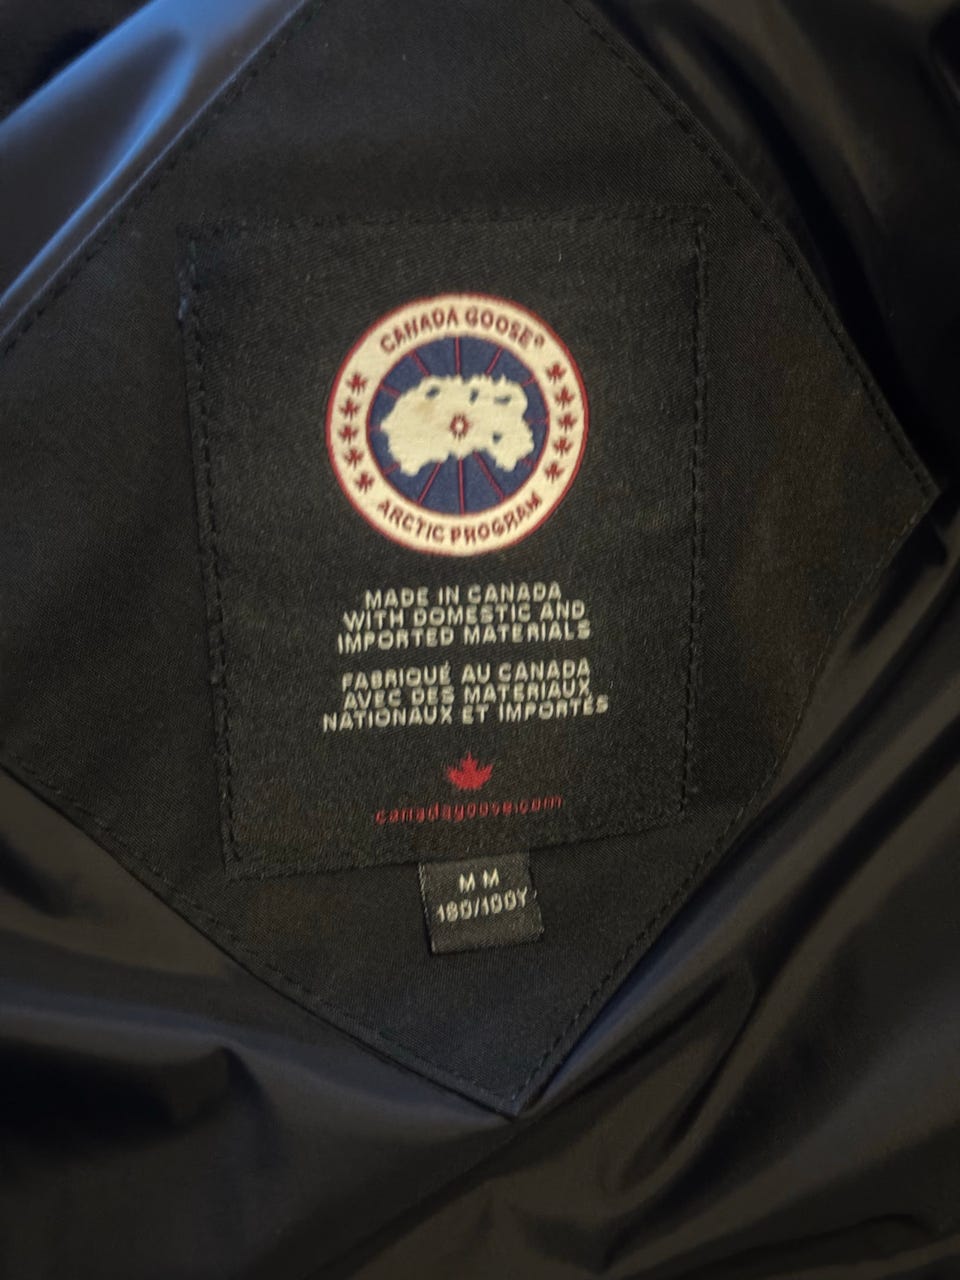 CANADA GOOSE®
ARCTIC PROGRAM
MADE IN CANADA
WITH DOMESTIC AND
IMPORTED MATERIALS
FABRIQUÉ AU CANADA
AVEC DES MATERIAUX
NATIONAUX ET IMPORTÉS
canadagoose.com
M M
180/100Y